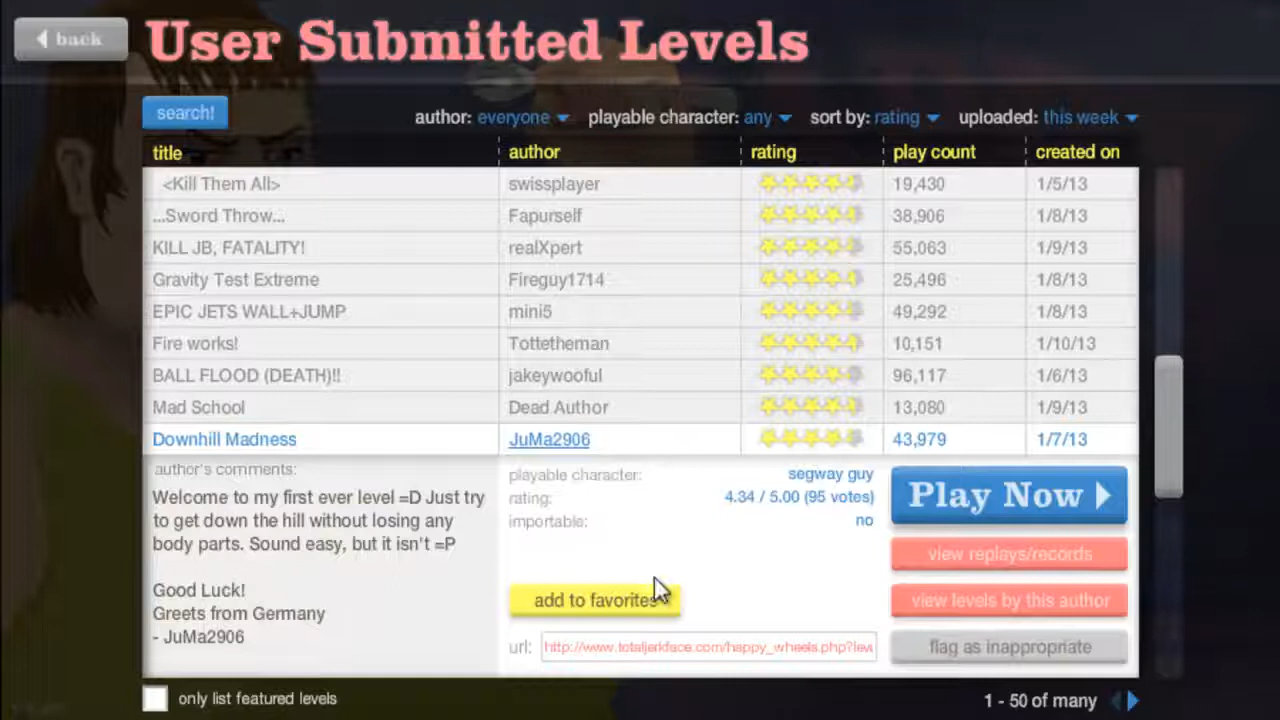 back
User Submitted Levels
search!
author: everyone playable character: any sort by: rating uploaded: this week
title author rating play count created on
<Kill Them All> swissplayer 19,430 1/5/13
...Sword Throw... Fapurself 38,906 1/8/13
KILL JB, FATALITY! realXpert 55,063 1/9/13
Gravity Test Extreme Fireguy1714 25,496 1/8/13
EPIC JETS WALL+JUMP mini5 49,292 1/8/13
Fire works! Tottetheman 10,151 1/10/13
BALL FLOOD (DEATH)!! jakeywooful 96,117 1/6/13
Mad School Dead Author 13,080 1/9/13
Downhill Madness JuMa2906 43,979 1/7/13
author's comments:
Welcome to my first ever level =D Just try
to get down the hill without losing any
body parts. Sound easy, but it isn't =P
Good Luck!
Greets from Germany
- JuMa2906
playable character: segway guy
rating: 4.34 / 5.00 (95 votes)
importable: no
add to favorites
url: http://www.totaljerkface.com/happy_wheels.php?lev
Play Now
view replays/records
view levels by this author
flag as inappropriate
only list featured levels
1 - 50 of many